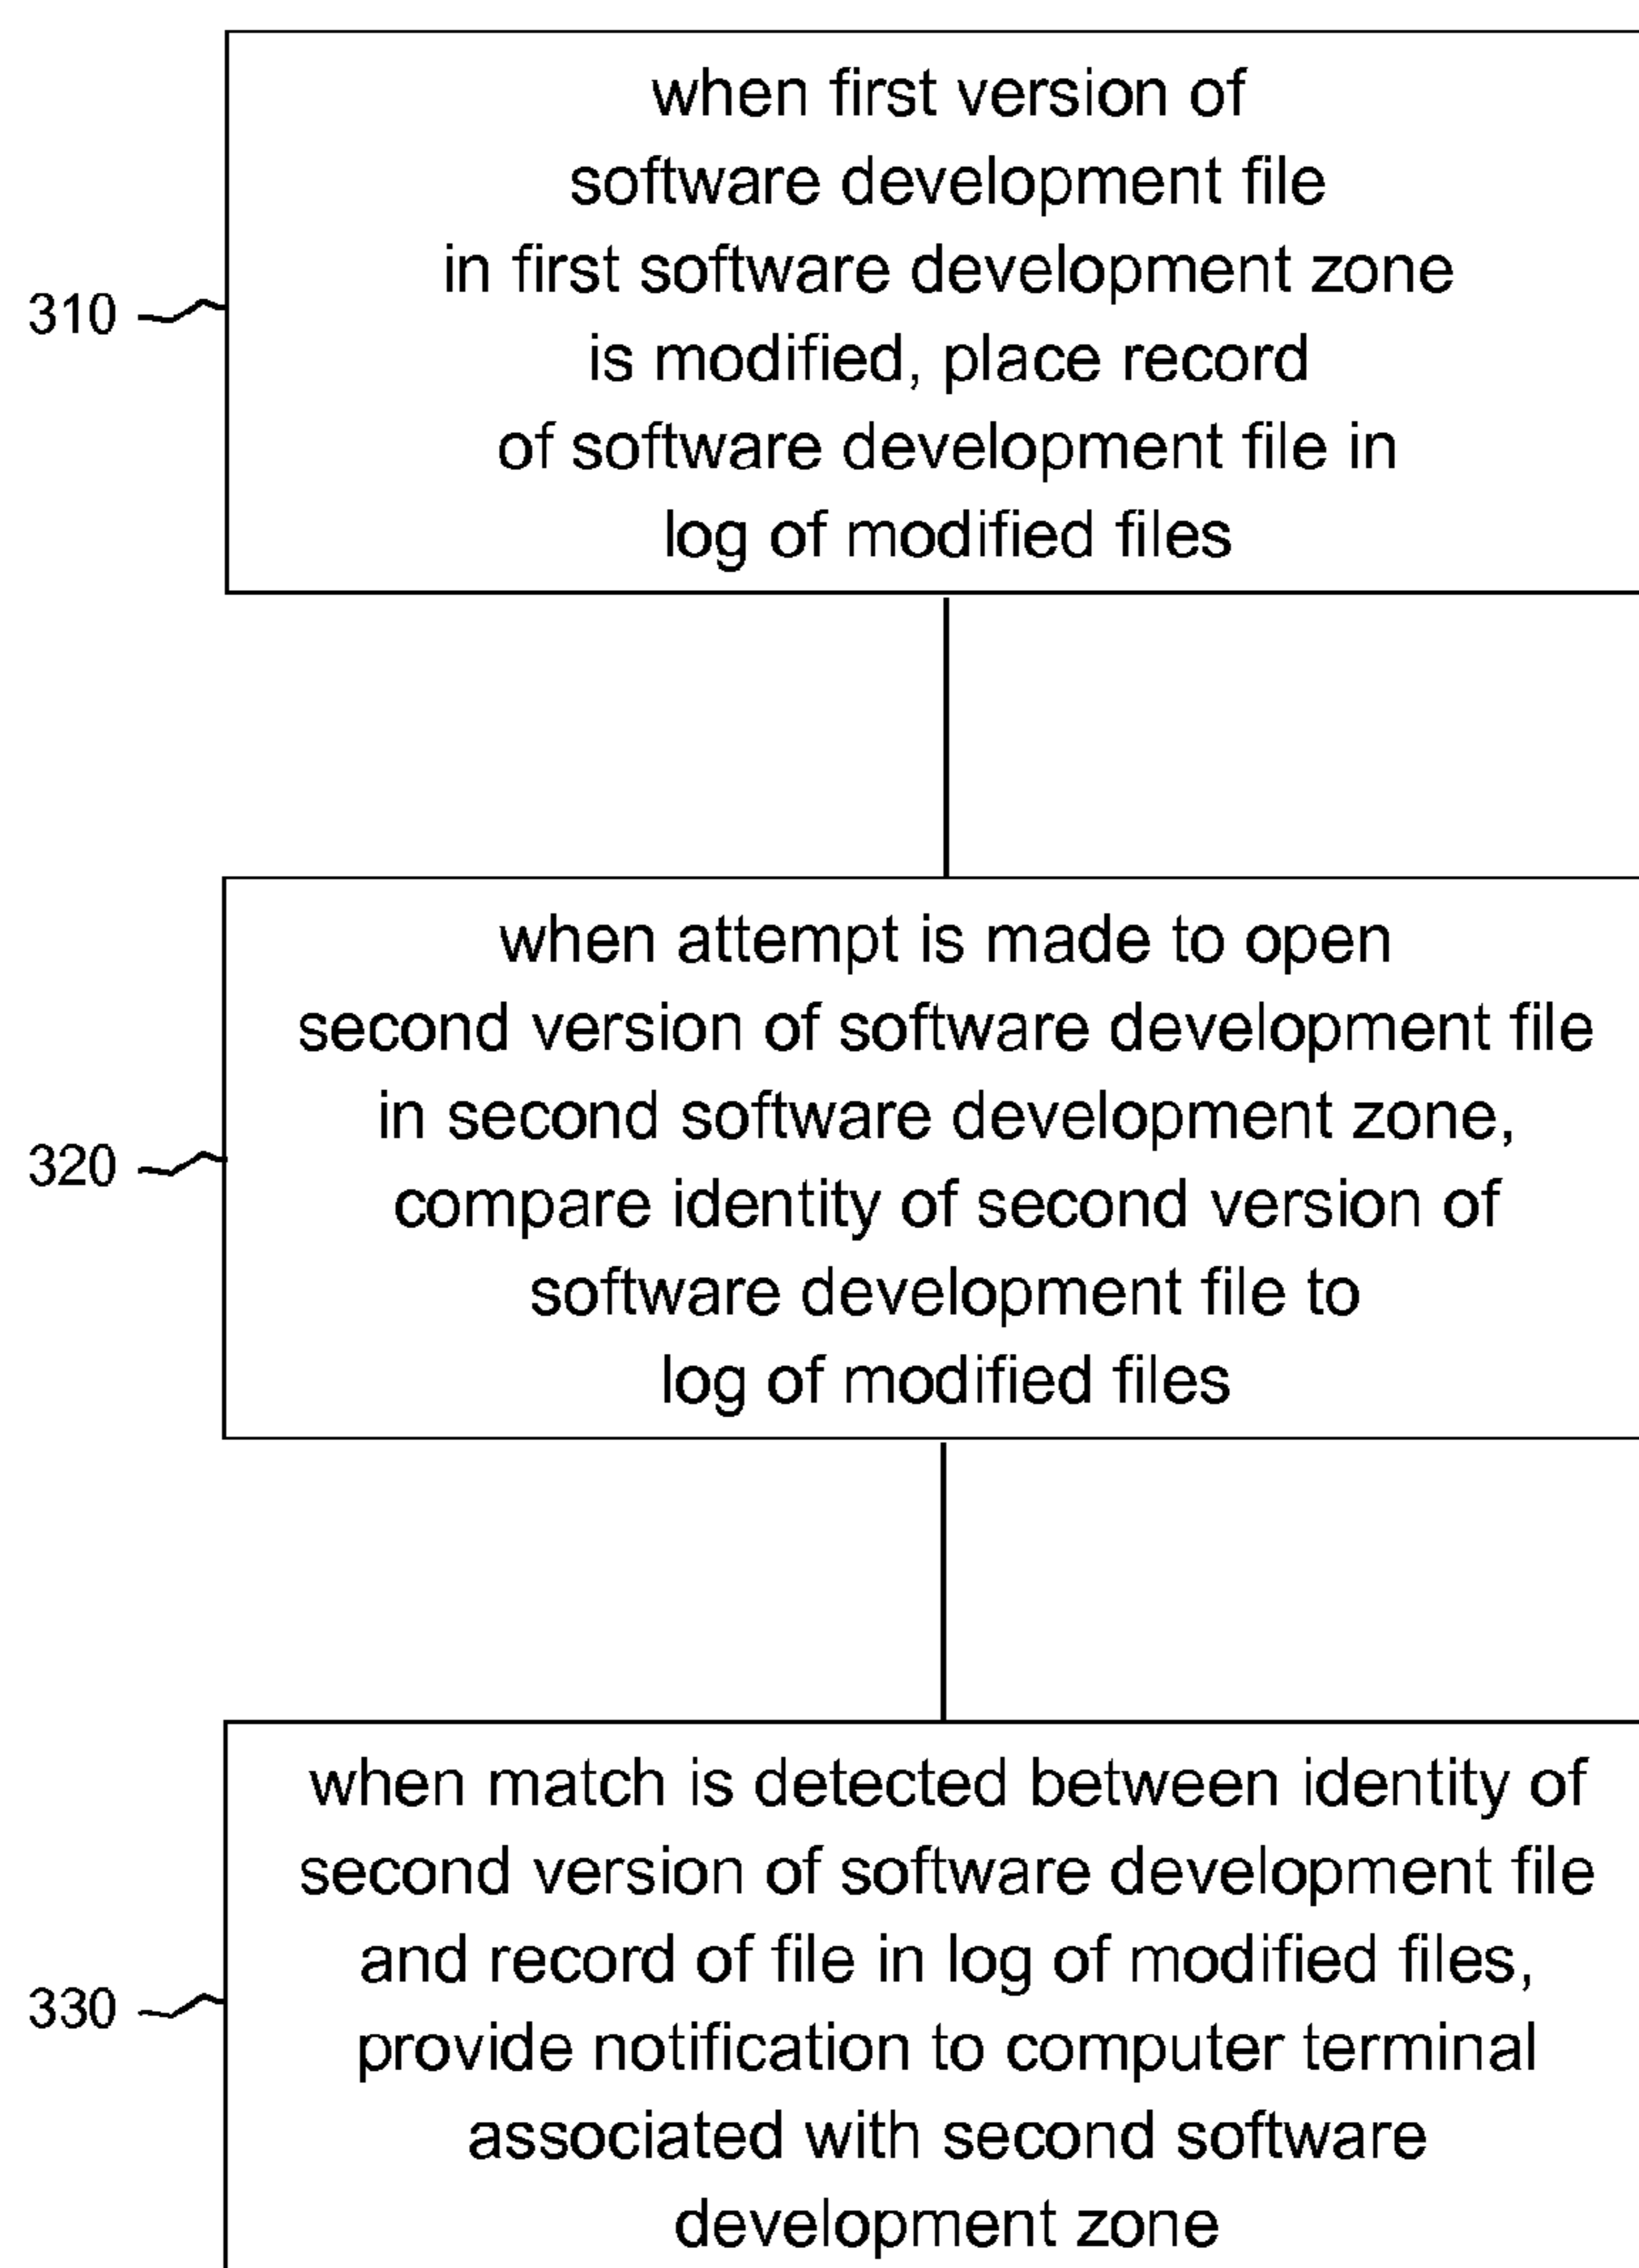 when first version of
software development file
in first software development zone
310
is modified, place record
of software development file in
log of modified files
when attempt is made to open
second version of software development file
in second software development zone,
320
compare identity of second version of
software development file to
log of modified files
when match is detected between identity of
second version of software development file
and record of file in log of modified files,
330
provide notification to computer terminal
associated with second software
development zone